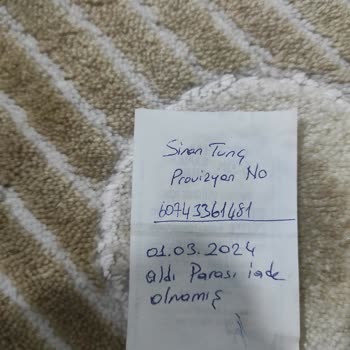 Sinan Tunç
Provizyon No
60743361481
01.03.2024
aldı Parası iade
olmamış